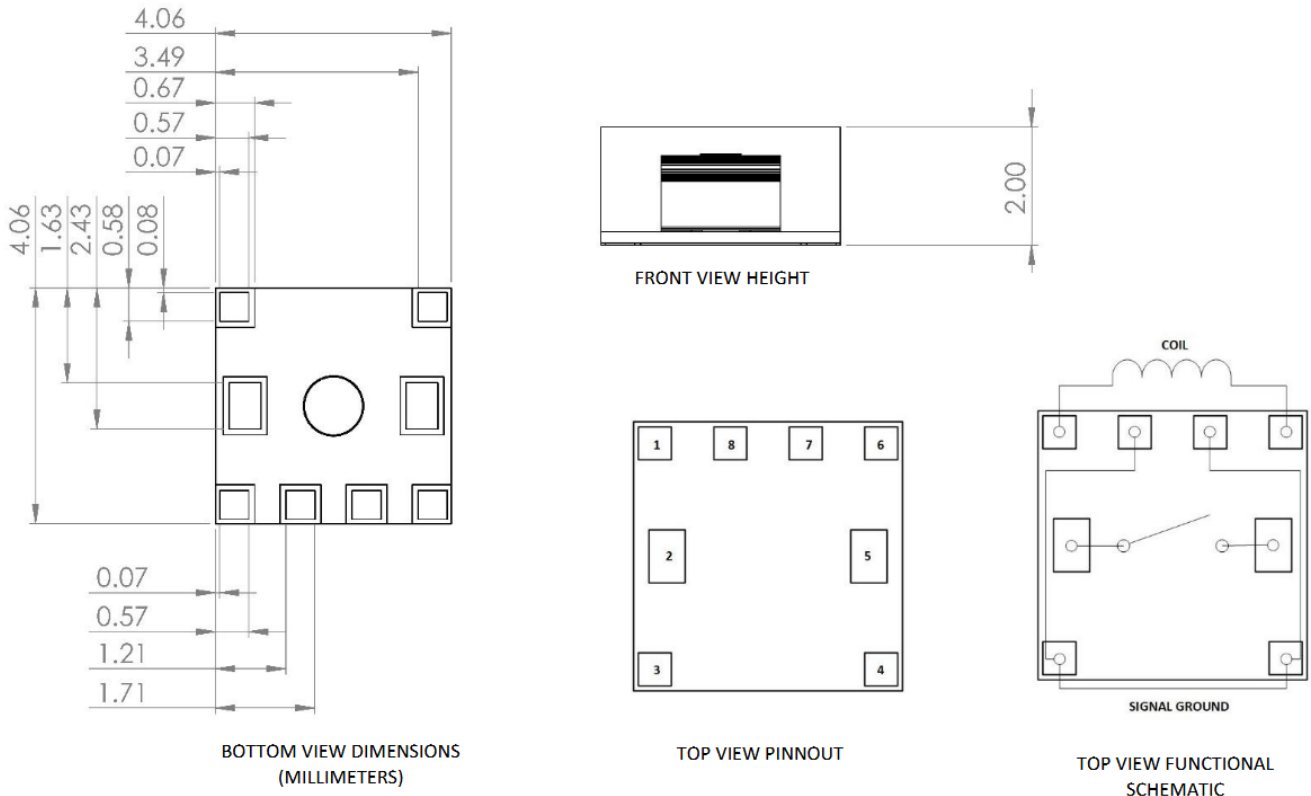 4.06
3.49
0.67
0.57
0.07
4.06
1.63
2.43
0.58
0.08
0.07
0.57
1.21
1.71
BOTTOM VIEW DIMENSIONS
(MILLIMETERS)
2.00
FRONT VIEW HEIGHT
1 8 7 6
2 5
3 4
TOP VIEW PINNOUT
COIL
SIGNAL GROUND
TOP VIEW FUNCTIONAL
SCHEMATIC